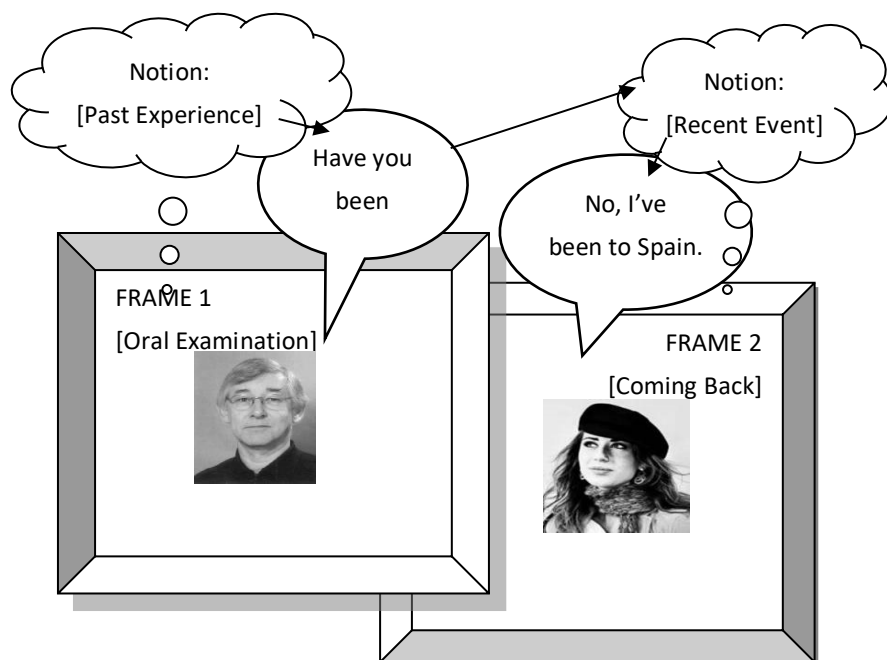 Notion:
[Past Experience]
Have you
been
Notion:
[Recent Event]
No, I’ve
been to Spain.
FRAME 1
[Oral Examination]
FRAME 2
[Coming Back]